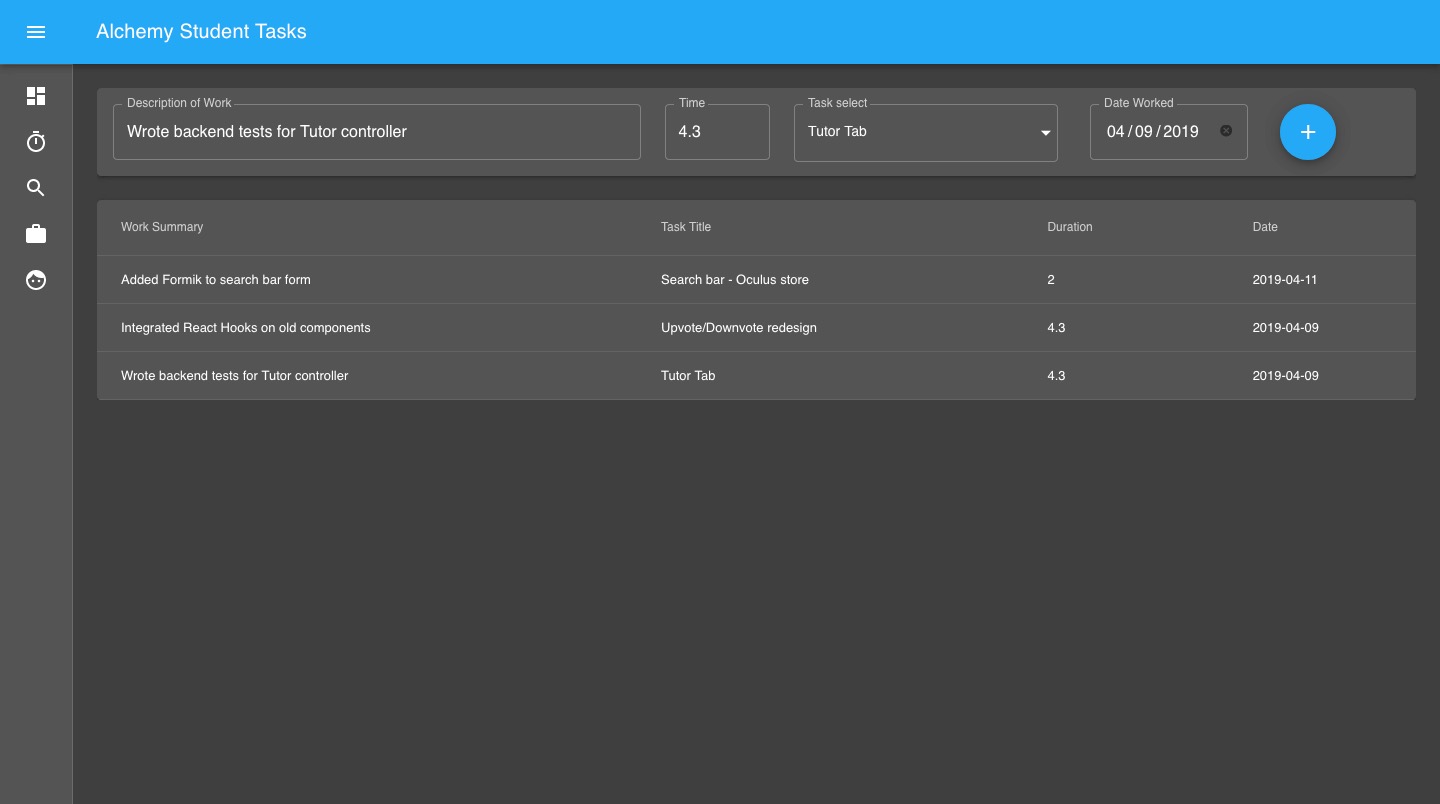 Alchemy Student Tasks
Description of Work
Wrote backend tests for Tutor controller
Time
4.3
Task select
Tutor Tab
Date Worked
04/09/2019
Work Summary Task Title Duration Date
Added Formik to search bar form Search bar - Oculus store 2 2019-04-11
Integrated React Hooks on old components Upvote/Downvote redesign 4.3 2019-04-09
Wrote backend tests for Tutor controller Tutor Tab 4.3 2019-04-09